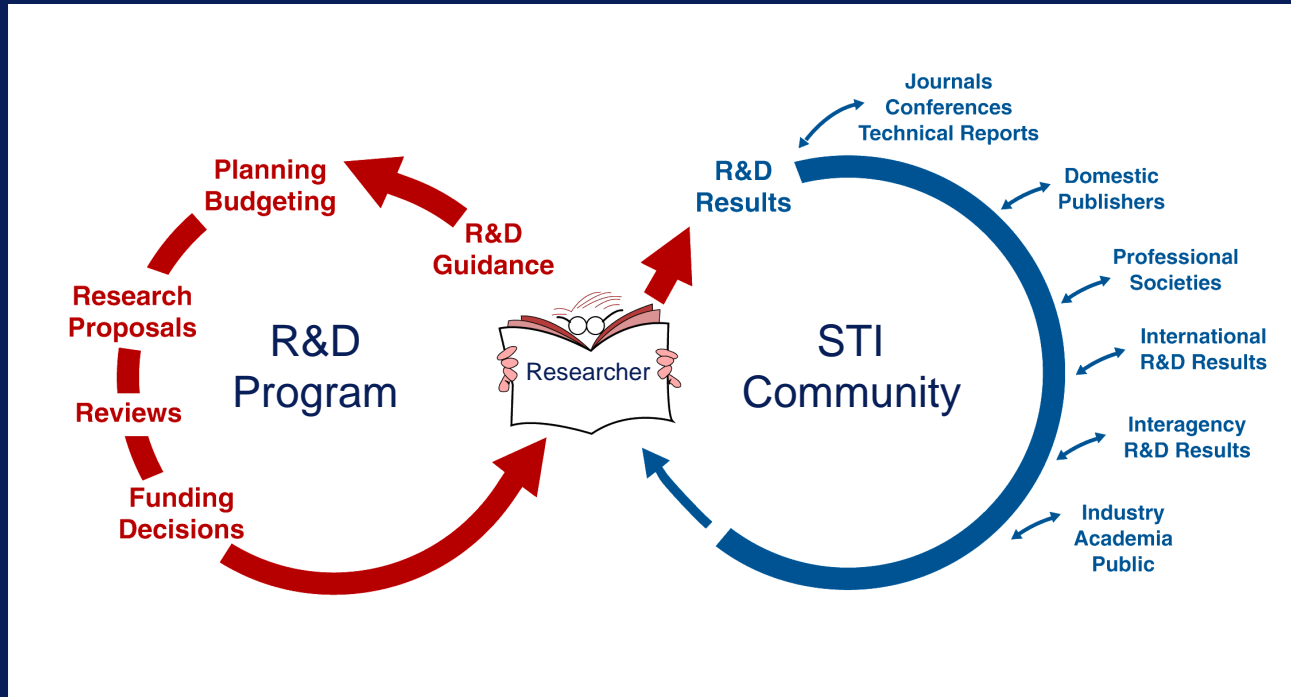 Journals
Conferences
Technical Reports
Planning
Budgeting
R&D
Results
Domestic
Publishers
R&D
Guidance
Professional
Societies
Research
Proposals
R&D
Program
Researcher
STI
Community
International
R&D Results
Reviews
Interagency
R&D Results
Funding
Decisions
Industry
Academia
Public